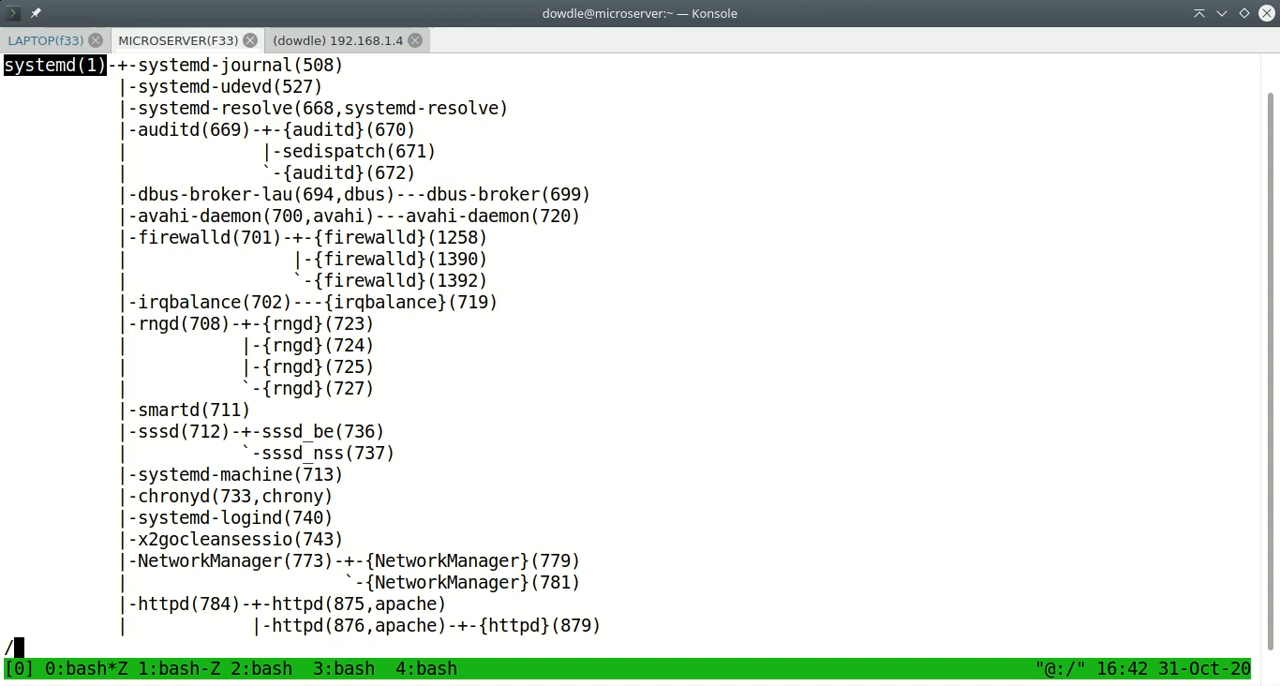 dowdle@microserver:~ — Konsole
LAPTOP(f33) MICROSERVER(F33) (dowdle) 192.168.1.4
systemd(1)-+-systemd-journal(508)
           |-systemd-udevd(527)
           |-systemd-resolve(668,systemd-resolve)
           |-auditd(669)-+-{auditd}(670)
           |             |-sedispatch(671)
           |             `-{auditd}(672)
           |-dbus-broker-lau(694,dbus)---dbus-broker(699)
           |-avahi-daemon(700,avahi)---avahi-daemon(720)
           |-firewalld(701)-+-{firewalld}(1258)
           |                |-{firewalld}(1390)
           |                `-{firewalld}(1392)
           |-irqbalance(702)---{irqbalance}(719)
           |-rngd(708)-+-{rngd}(723)
           |           |-{rngd}(724)
           |           |-{rngd}(725)
           |           `-{rngd}(727)
           |-smartd(711)
           |-sssd(712)-+-sssd_be(736)
           |           `-sssd_nss(737)
           |-systemd-machine(713)
           |-chronyd(733,chrony)
           |-systemd-logind(740)
           |-x2gocleansessio(743)
           |-NetworkManager(773)-+-{NetworkManager}(779)
           |                     `-{NetworkManager}(781)
           |-httpd(784)-+-httpd(875,apache)
           |            |-httpd(876,apache)-+-{httpd}(879)
/
[0] 0:bash*Z 1:bash-Z 2:bash  3:bash  4:bash "@:/" 16:42 31-Oct-20